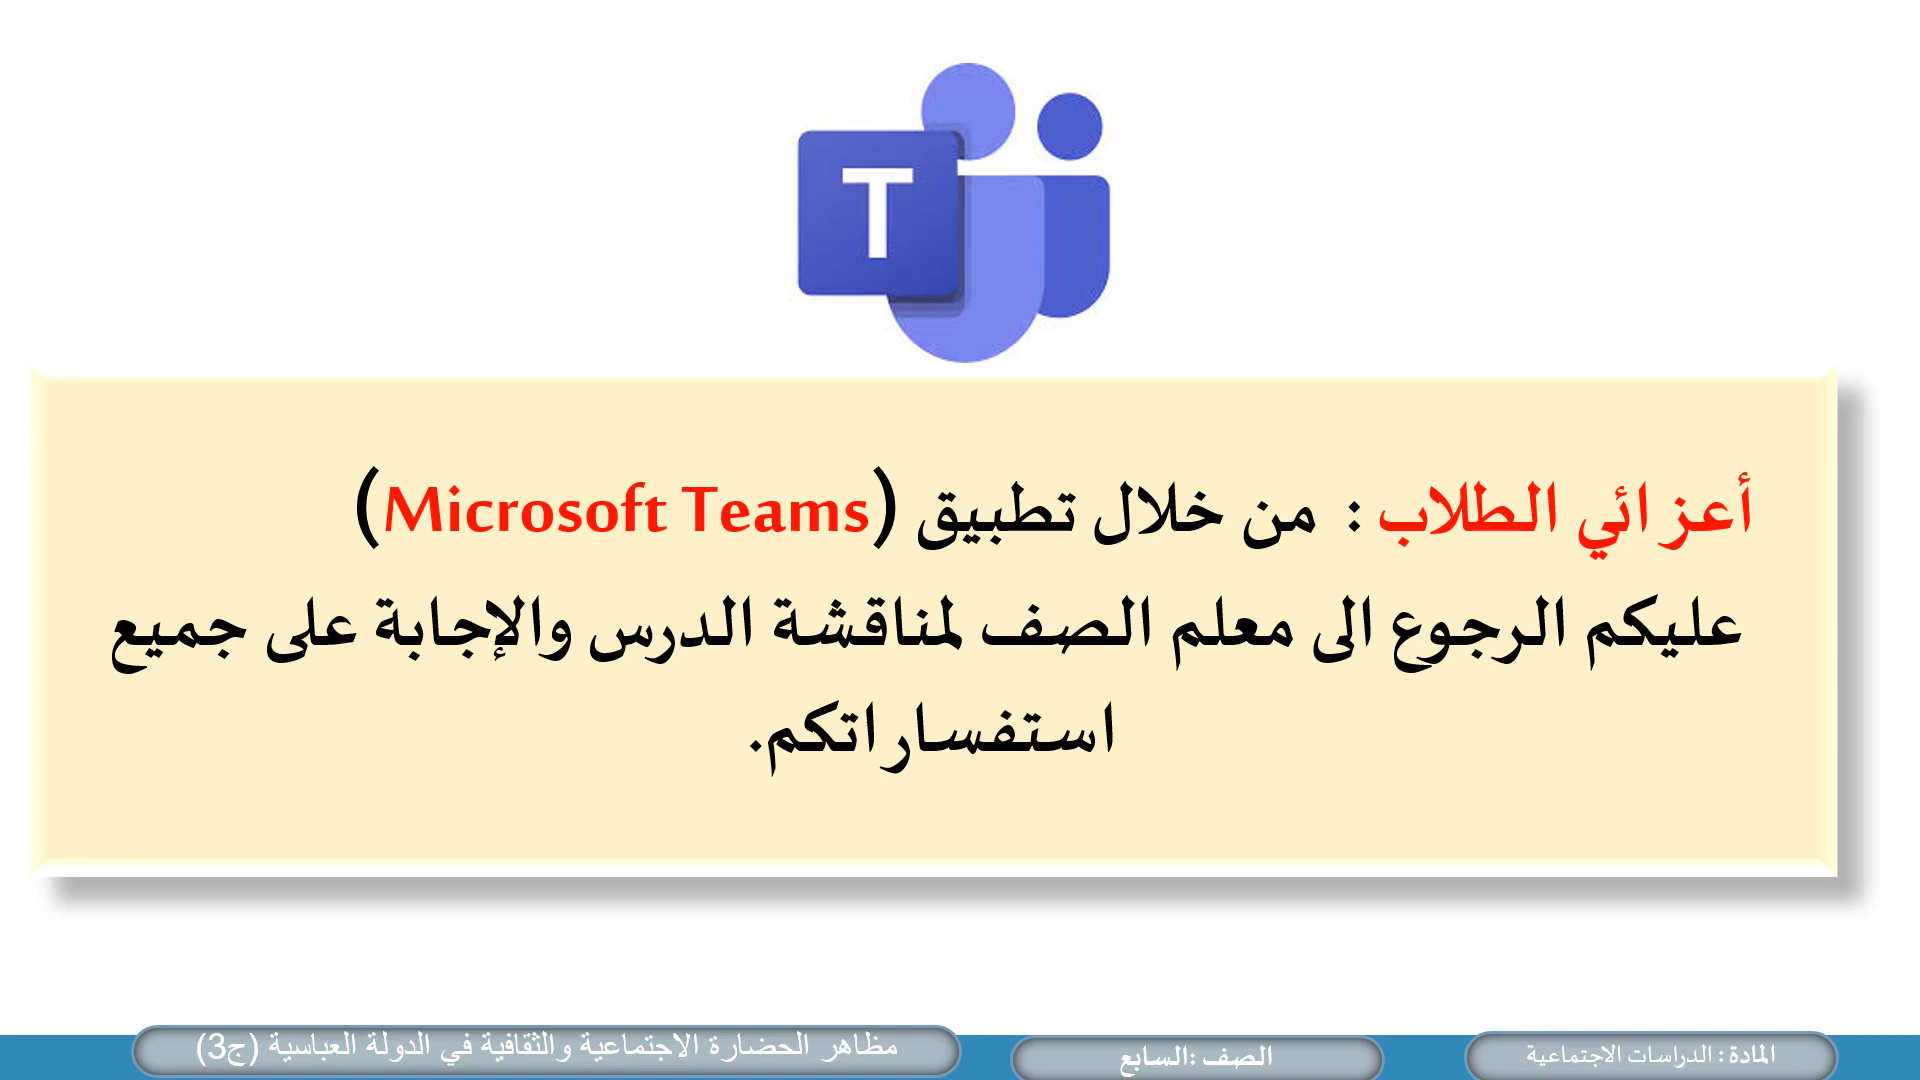 T
أعزائي الطلاب : من خلال تطبيق (Microsoft Teams)
عليكم الرجوع الى معلم الصف لمناقشة الدرس والإجابة على جميع
استفساراتكم.
المادة : الدراسات الاجتماعية
الصف :السابع
مظاهر الحضارة الاجتماعية والثقافية في الدولة العباسية (ج3)